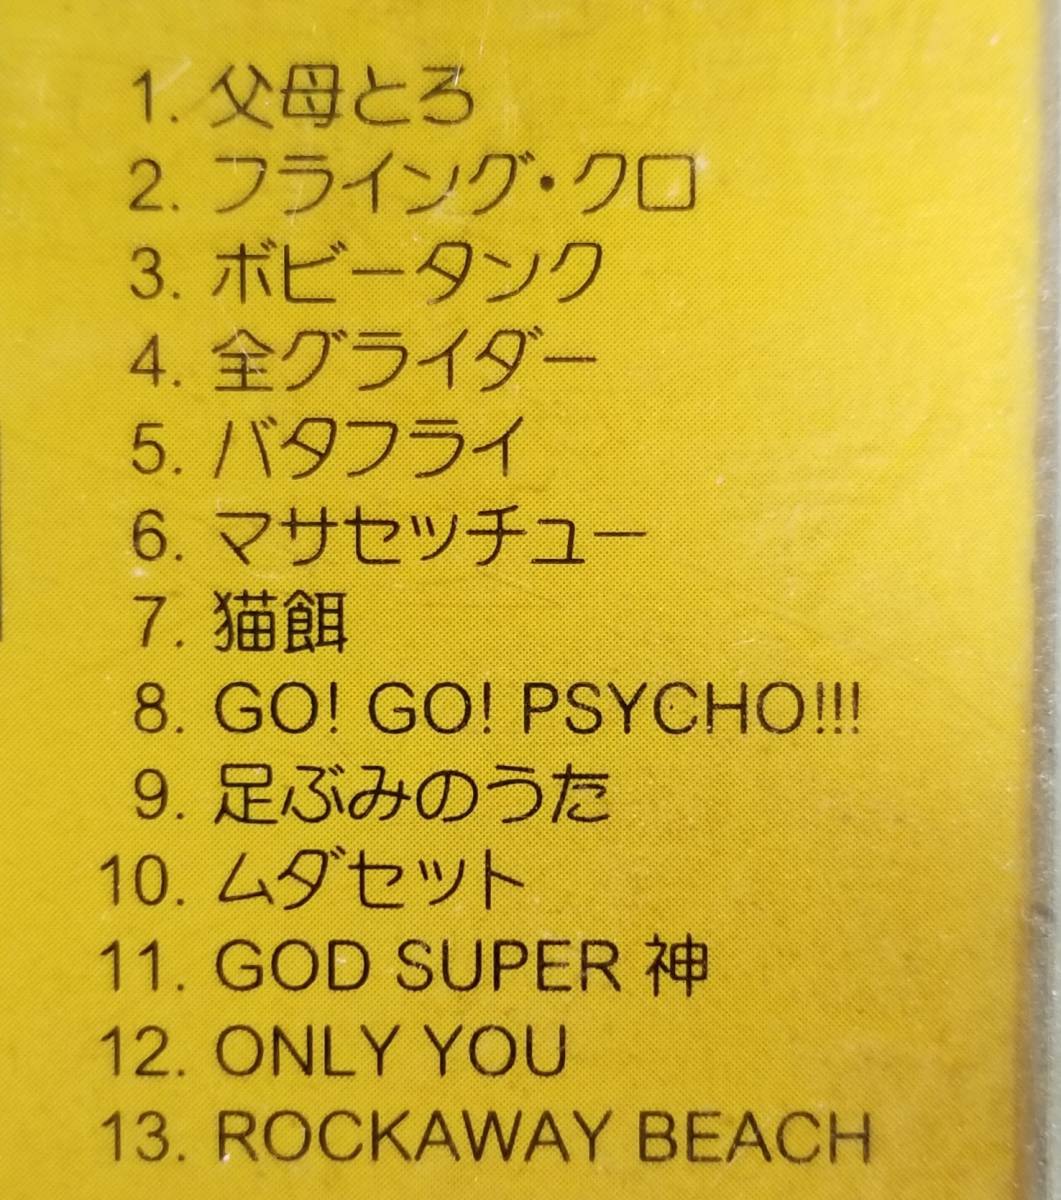 1. 父母とろ
2. フライング・クロ
3. ボビータンク
4. 全グライダー
5. バタフライ
6. マサセッチュー
7. 猫餌
8. GO! GO! PSYCHO!!!
9. 足ぶみのうた
10. ムダセット
11. GOD SUPER 神
12. ONLY YOU
13. ROCKAWAY BEACH